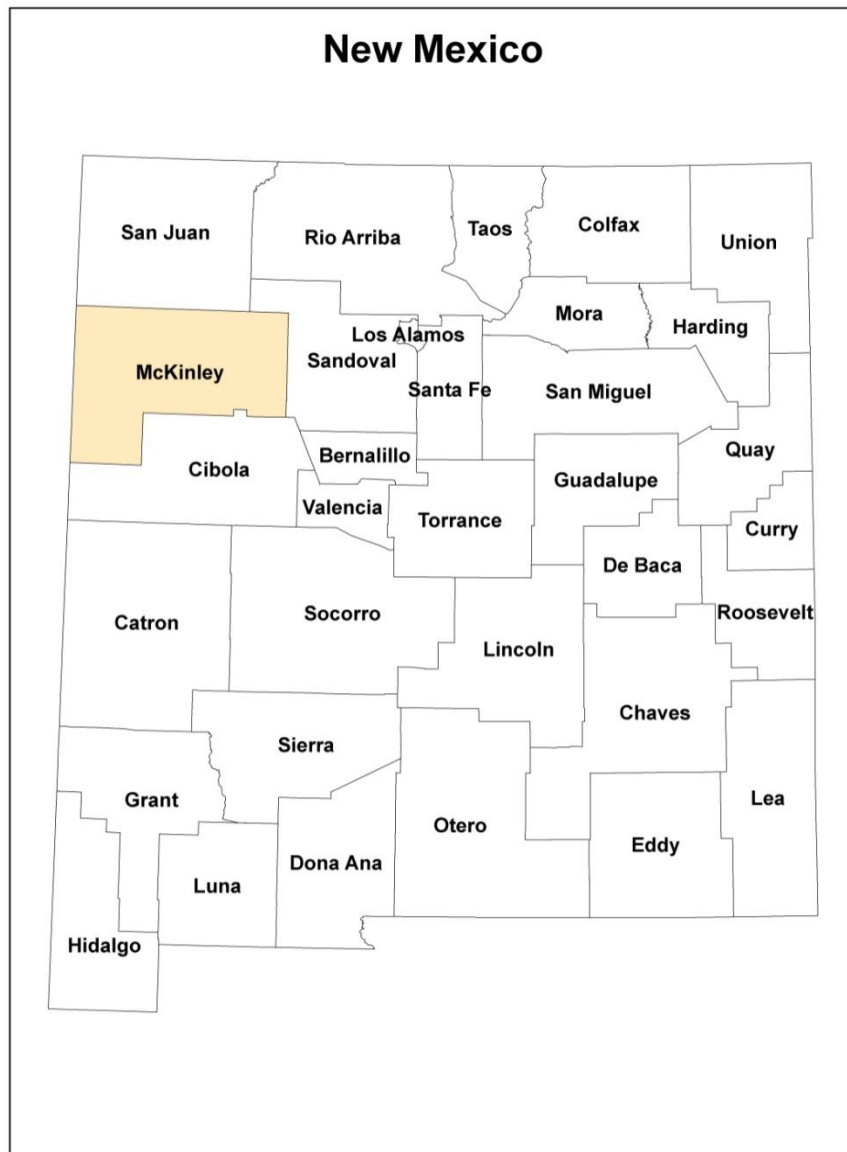 New Mexico
San Juan
Rio Arriba
Taos
Colfax
Union
Mora
Harding
Los Alamos
Sandoval
McKinley
Santa Fe
San Miguel
Quay
Bernalillo
Cibola
Guadalupe
Valencia
Torrance
Curry
De Baca
Roosevelt
Catron
Socorro
Lincoln
Chaves
Sierra
Grant
Lea
Otero
Eddy
Dona Ana
Luna
Hidalgo